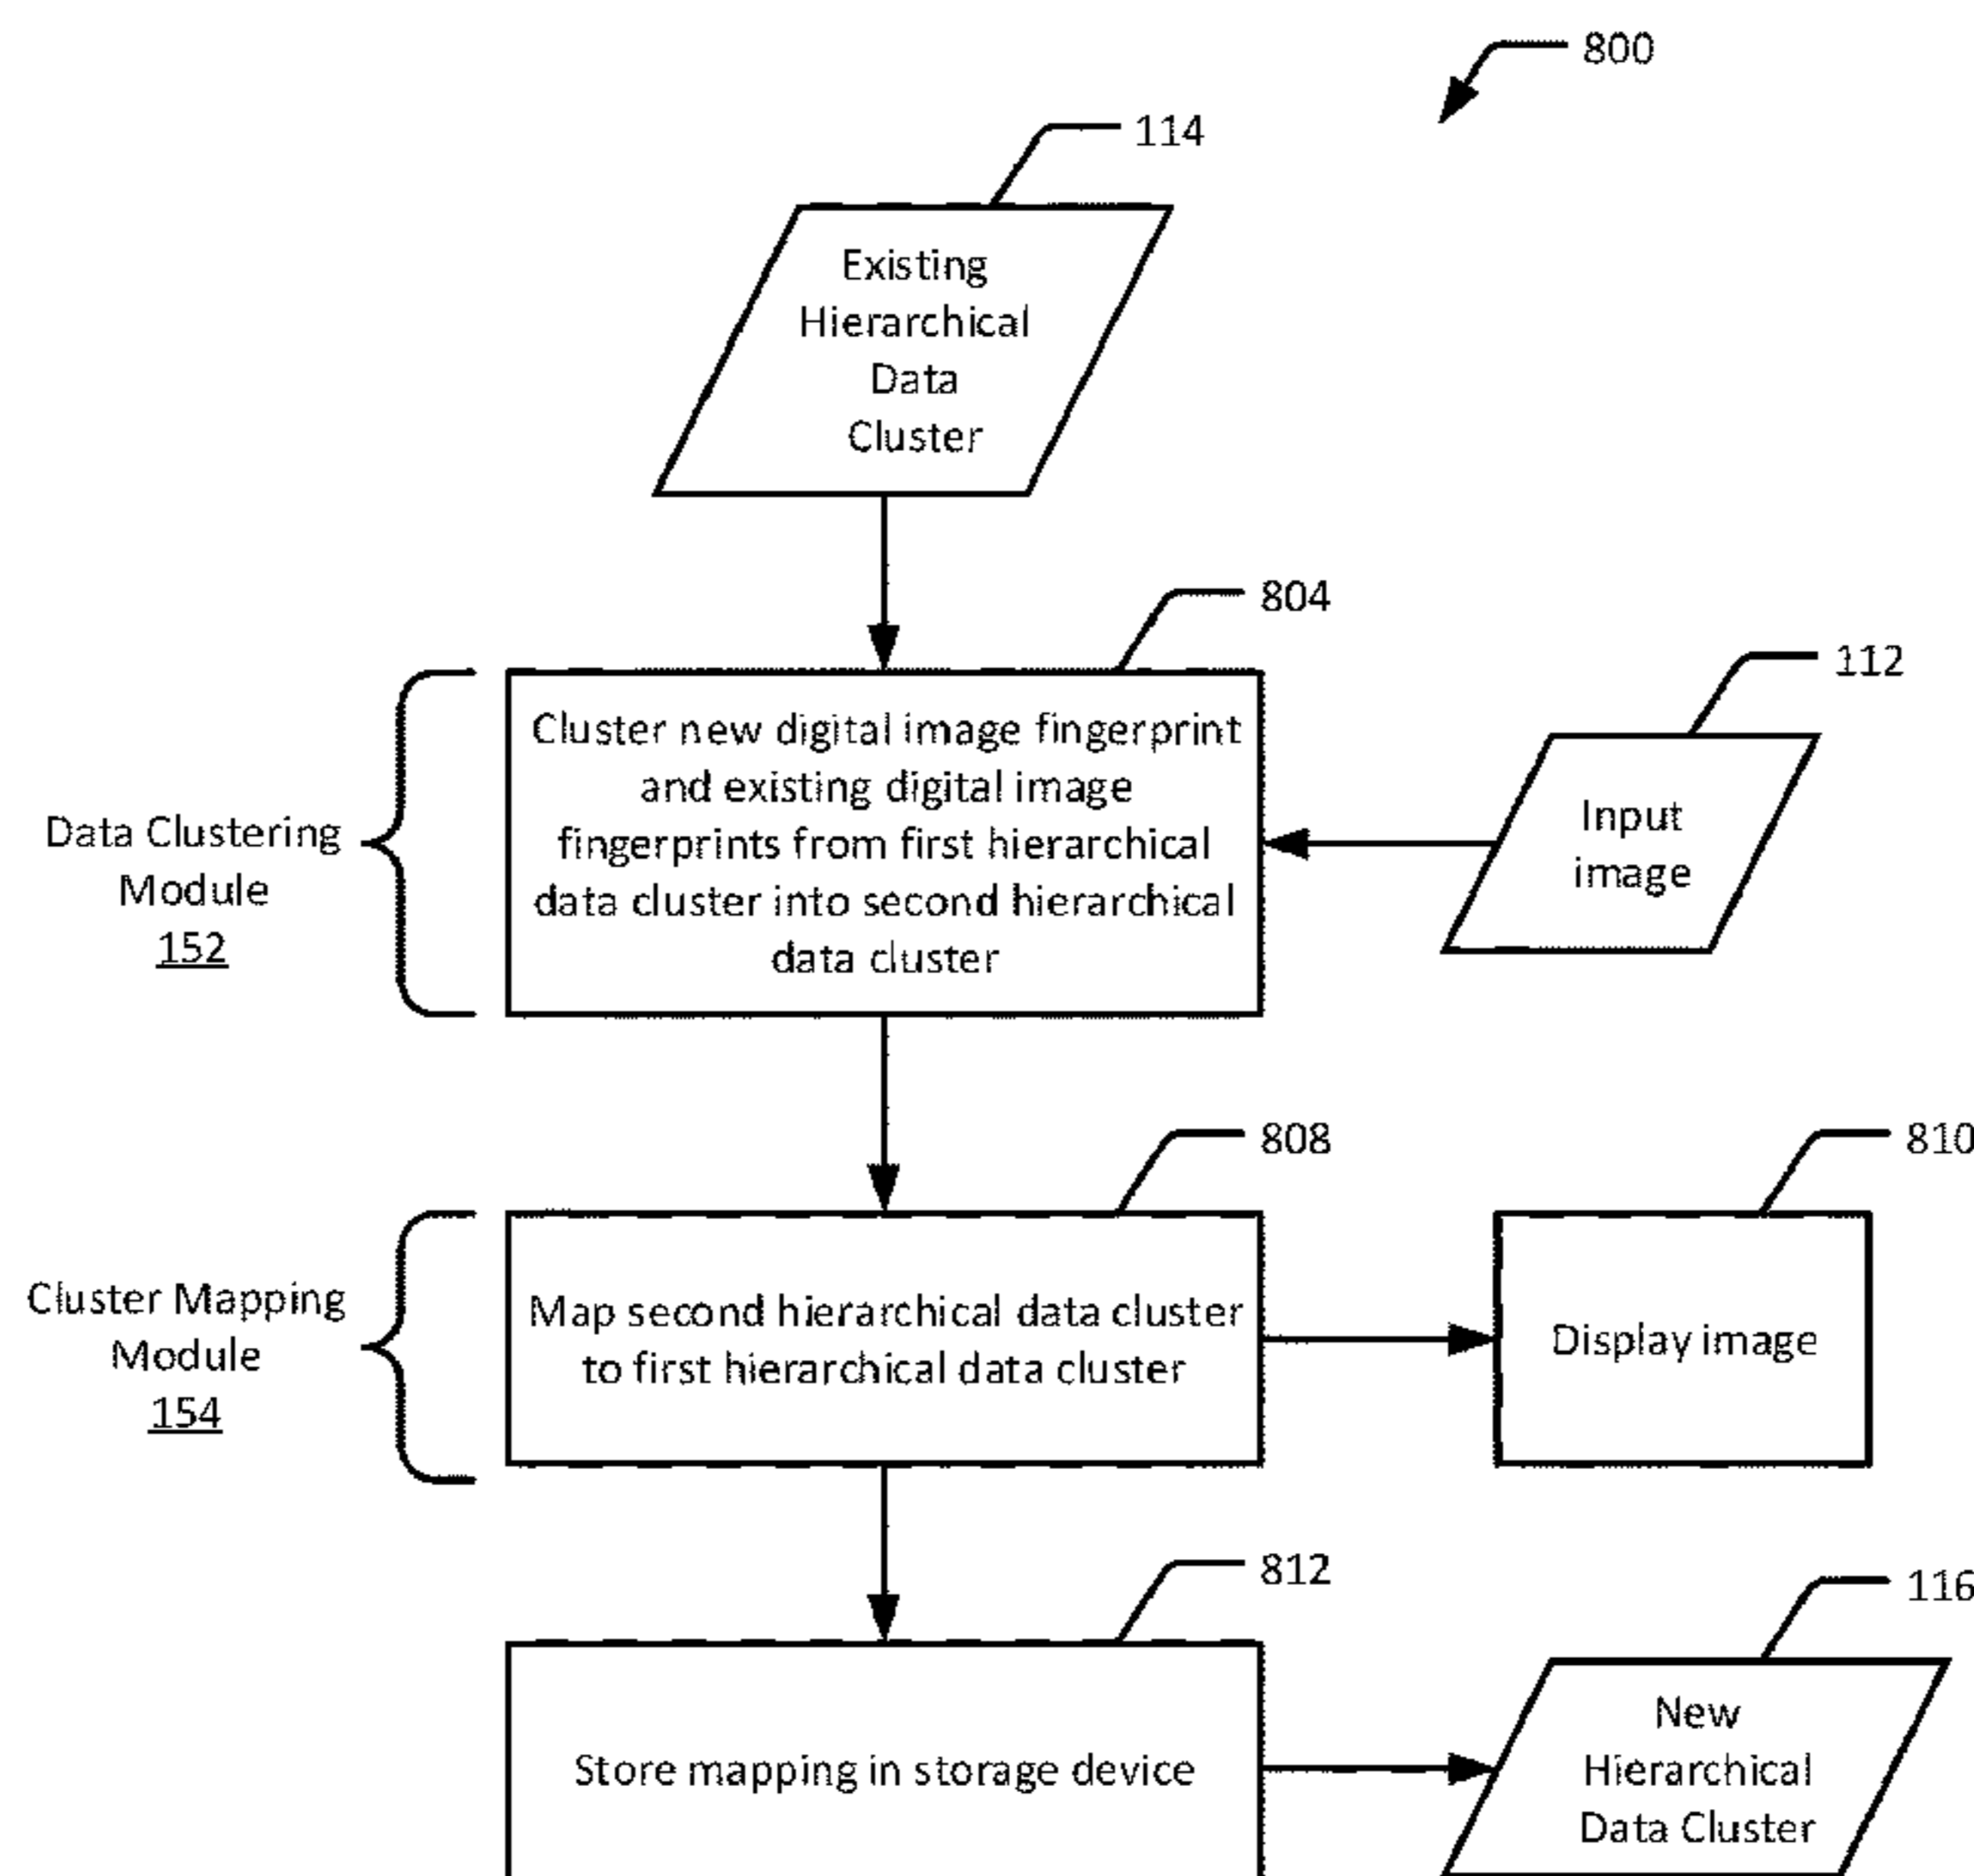 800
114
Existing
Hierarchical
Data
Cluster
804
112
Cluster new digital image fingerprint
and existing digital image
fingerprints from first hierarchical
data cluster into second hierarchical
data cluster
Data Clustering
Module
152
Input
image
808
810
Cluster Mapping
Module
154
Map second hierarchical data cluster
to first hierarchical data cluster
Display image
812
116
Store mapping in storage device
New
Hierarchical
Data Cluster